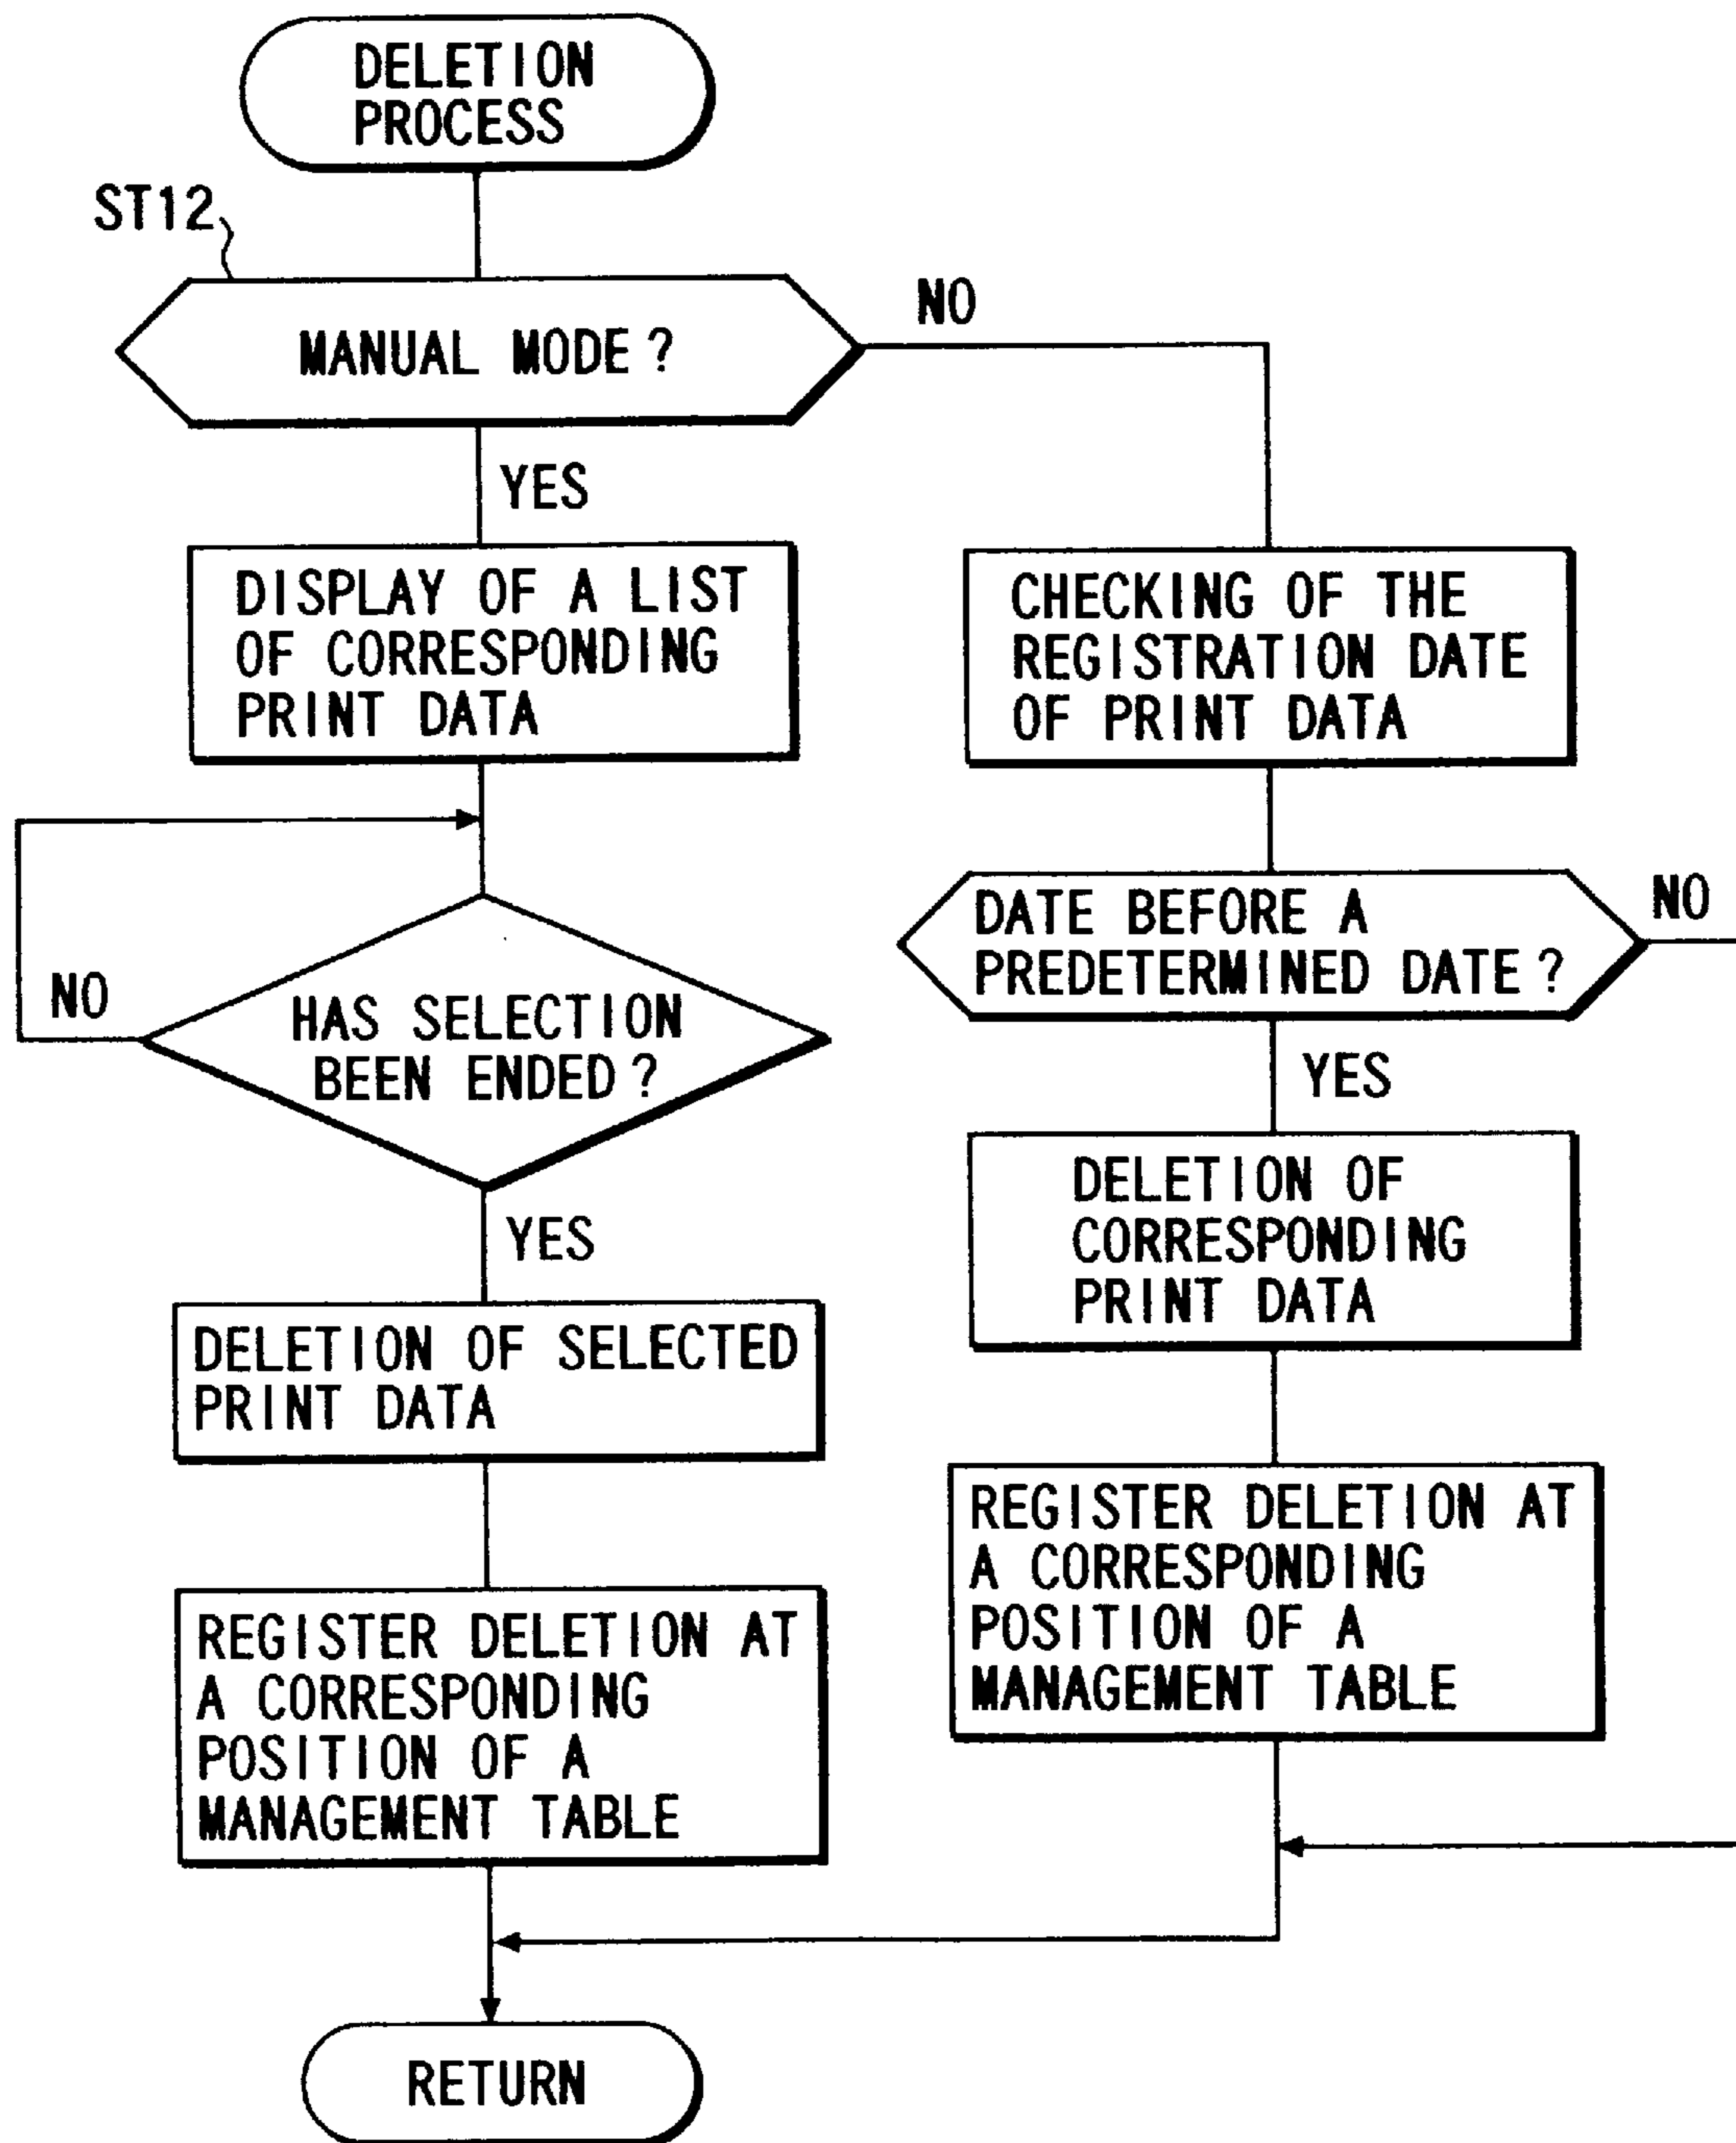 DELETION
PROCESS
ST12
MANUAL MODE?
NO
YES
DISPLAY OF A LIST
OF CORRESPONDING
PRINT DATA
HAS SELECTION
BEEN ENDED?
NO
YES
DELETION OF SELECTED
PRINT DATA
REGISTER DELETION AT
A CORRESPONDING
POSITION OF A
MANAGEMENT TABLE
CHECKING OF THE
REGISTRATION DATE
OF PRINT DATA
DATE BEFORE A
PREDETERMINED DATE?
NO
YES
DELETION OF
CORRESPONDING
PRINT DATA
REGISTER DELETION AT
A CORRESPONDING
POSITION OF A
MANAGEMENT TABLE
RETURN